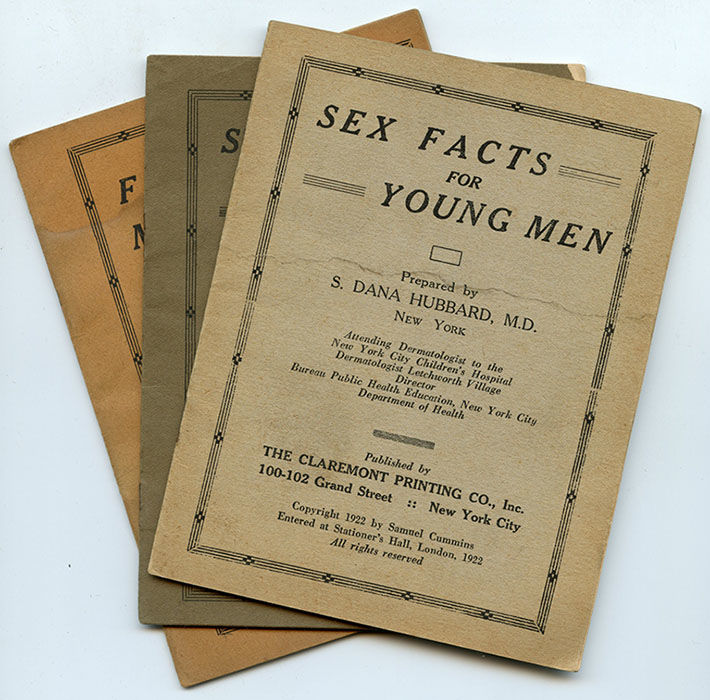 SEX FACTS
FOR
YOUNG MEN
Prepared by
S. DANA HUBBARD, M.D.
NEW YORK
Attending Dermatologist to the
New York City Children's Hospital
Dermatologist Letchworth Village
Director
Bureau Public Health Education, New York City
Department of Health
Published by
THE CLAREMONT PRINTING CO., Inc.
100-102 Grand Street :: New York City
Copyright 1922 by Samuel Cummins
Entered at Stationer's Hall, London, 1922
All rights reserved
S
F
M